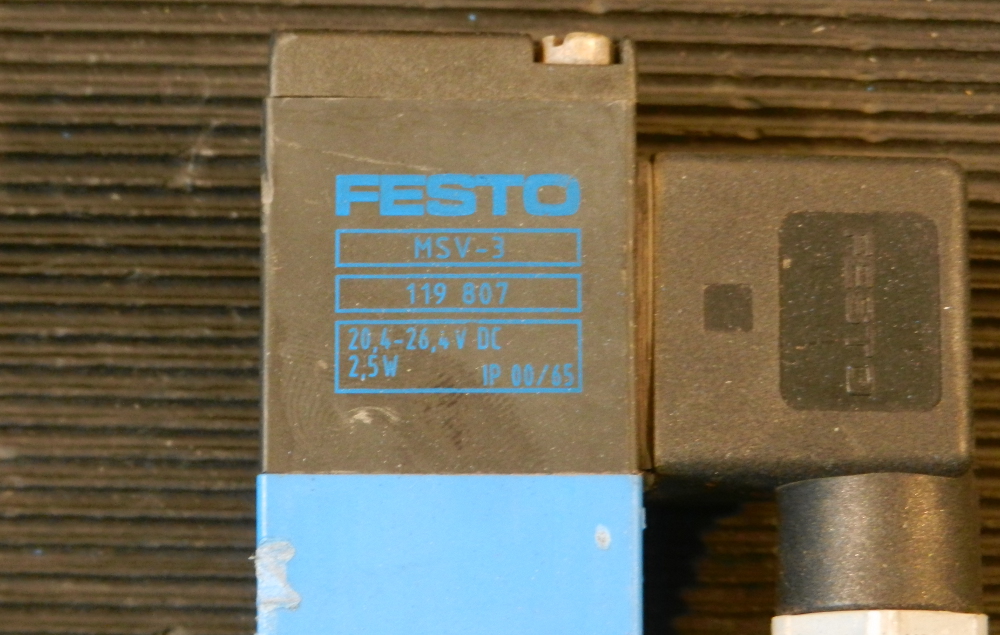 FESTO
MSV-3
119 807
20,4-26,4 V DC
2,5W
IP 00/65
FESTO